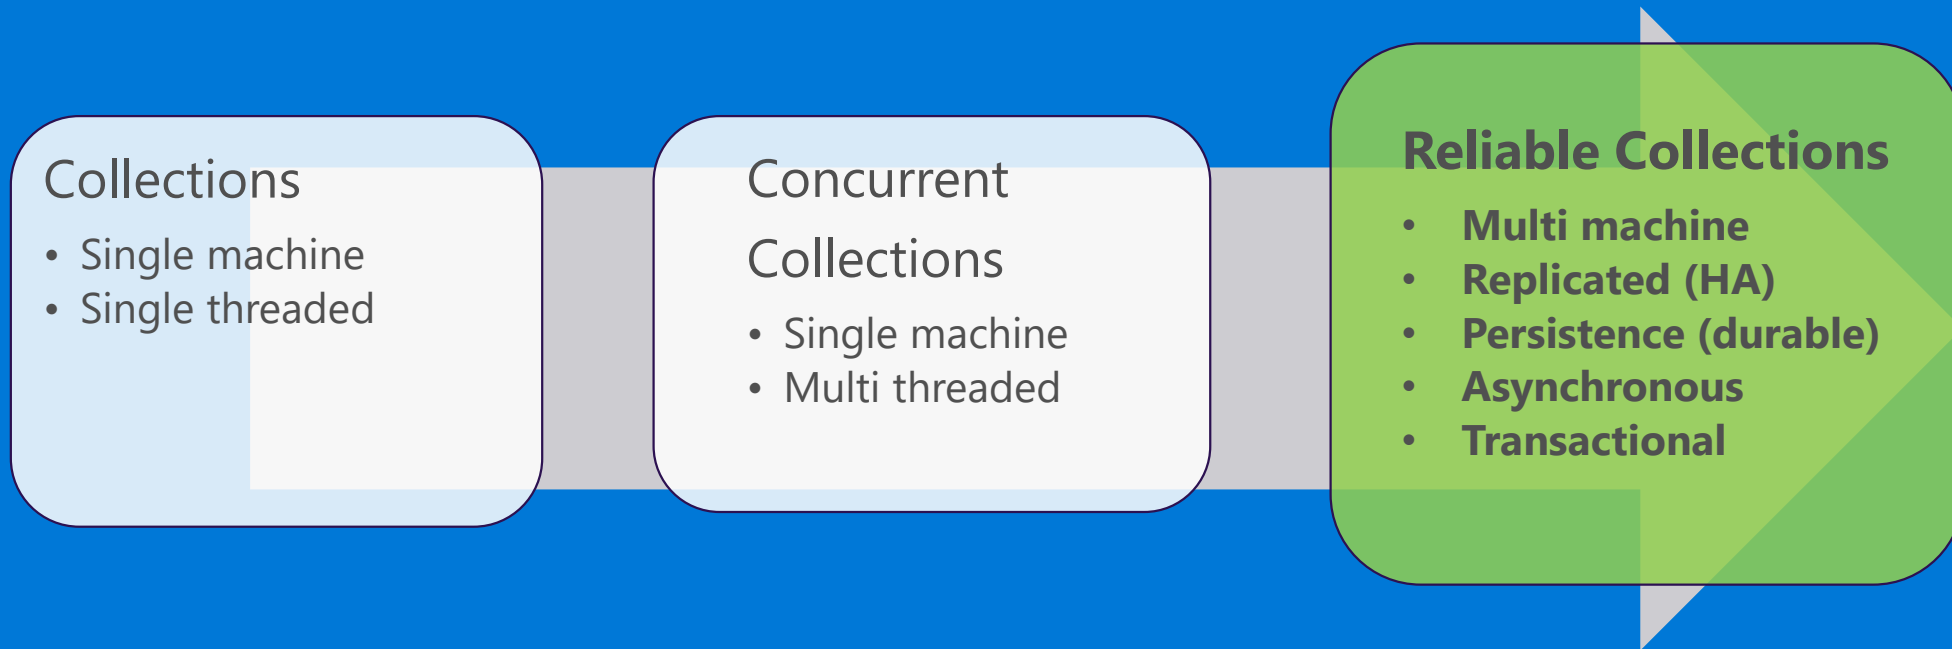 Collections
• Single machine
• Single threaded
Concurrent
Collections
• Single machine
• Multi threaded
Reliable Collections
• Multi machine
• Replicated (HA)
• Persistence (durable)
• Asynchronous
• Transactional